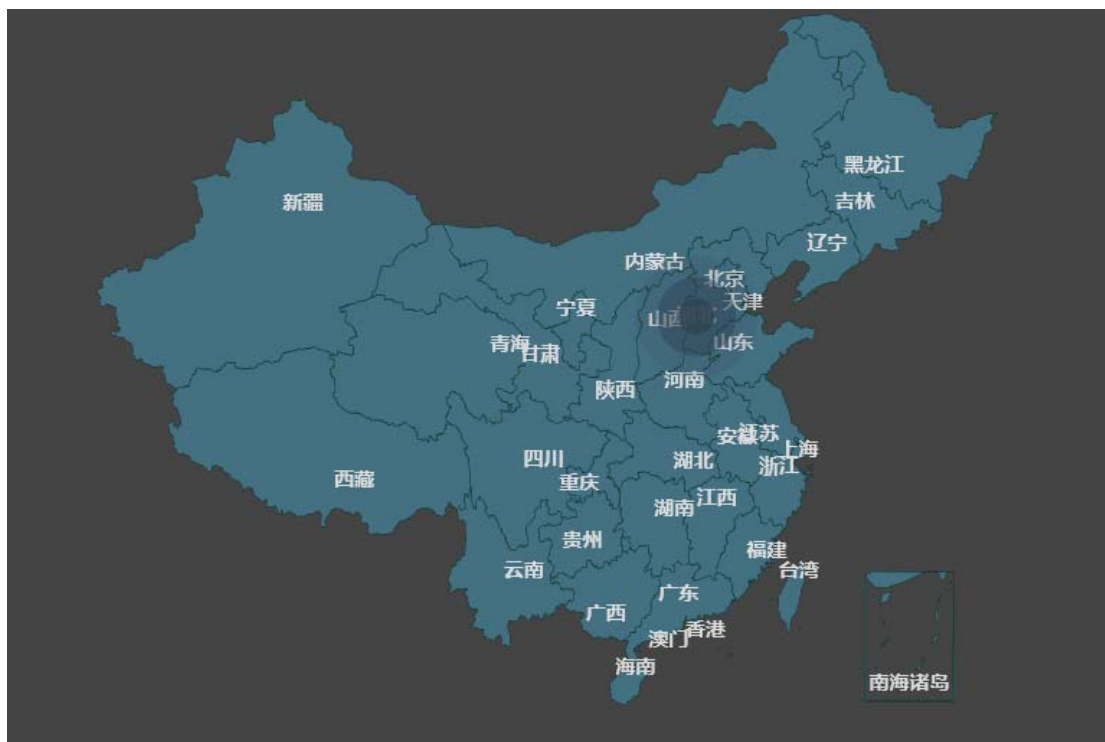 黑龙江
吉林
新疆
辽宁
内蒙古
北京
天津
宁夏
山西
山东
青海
甘肃
河南
陕西
江苏
安徽
上海
四川
湖北
浙江
西藏
重庆
江西
湖南
贵州
福建
云南
台湾
广东
广西
香港
澳门
海南
南海诸岛